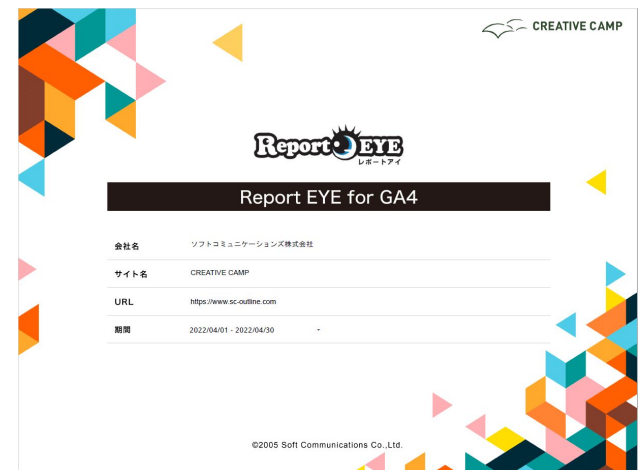 CREATIVE CAMP
Report EYE
レポートアイ
Report EYE for GA4
会社名 ソフトコミュニケーションズ株式会社
サイト名 CREATIVE CAMP
URL https://www.sc-outline.com
期間 2022/04/01 - 2022/04/30 -
©2005 Soft Communications Co.,Ltd.